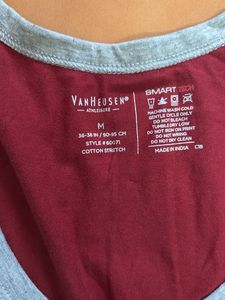 VANHEUSEN®
ATHLEISURE
M
36-38 IN / 90-95 CM
STYLE # 60071
COTTON STRETCH
SMART TECH
MACHINE WASH COLD
GENTLE CYCLE ONLY
DO NOT BLEACH
TUMBLE DRY LOW
DO NOT IRON ON PRINT
DO NOT WRING
DO NOT DRY CLEAN
MADE IN INDIA C18